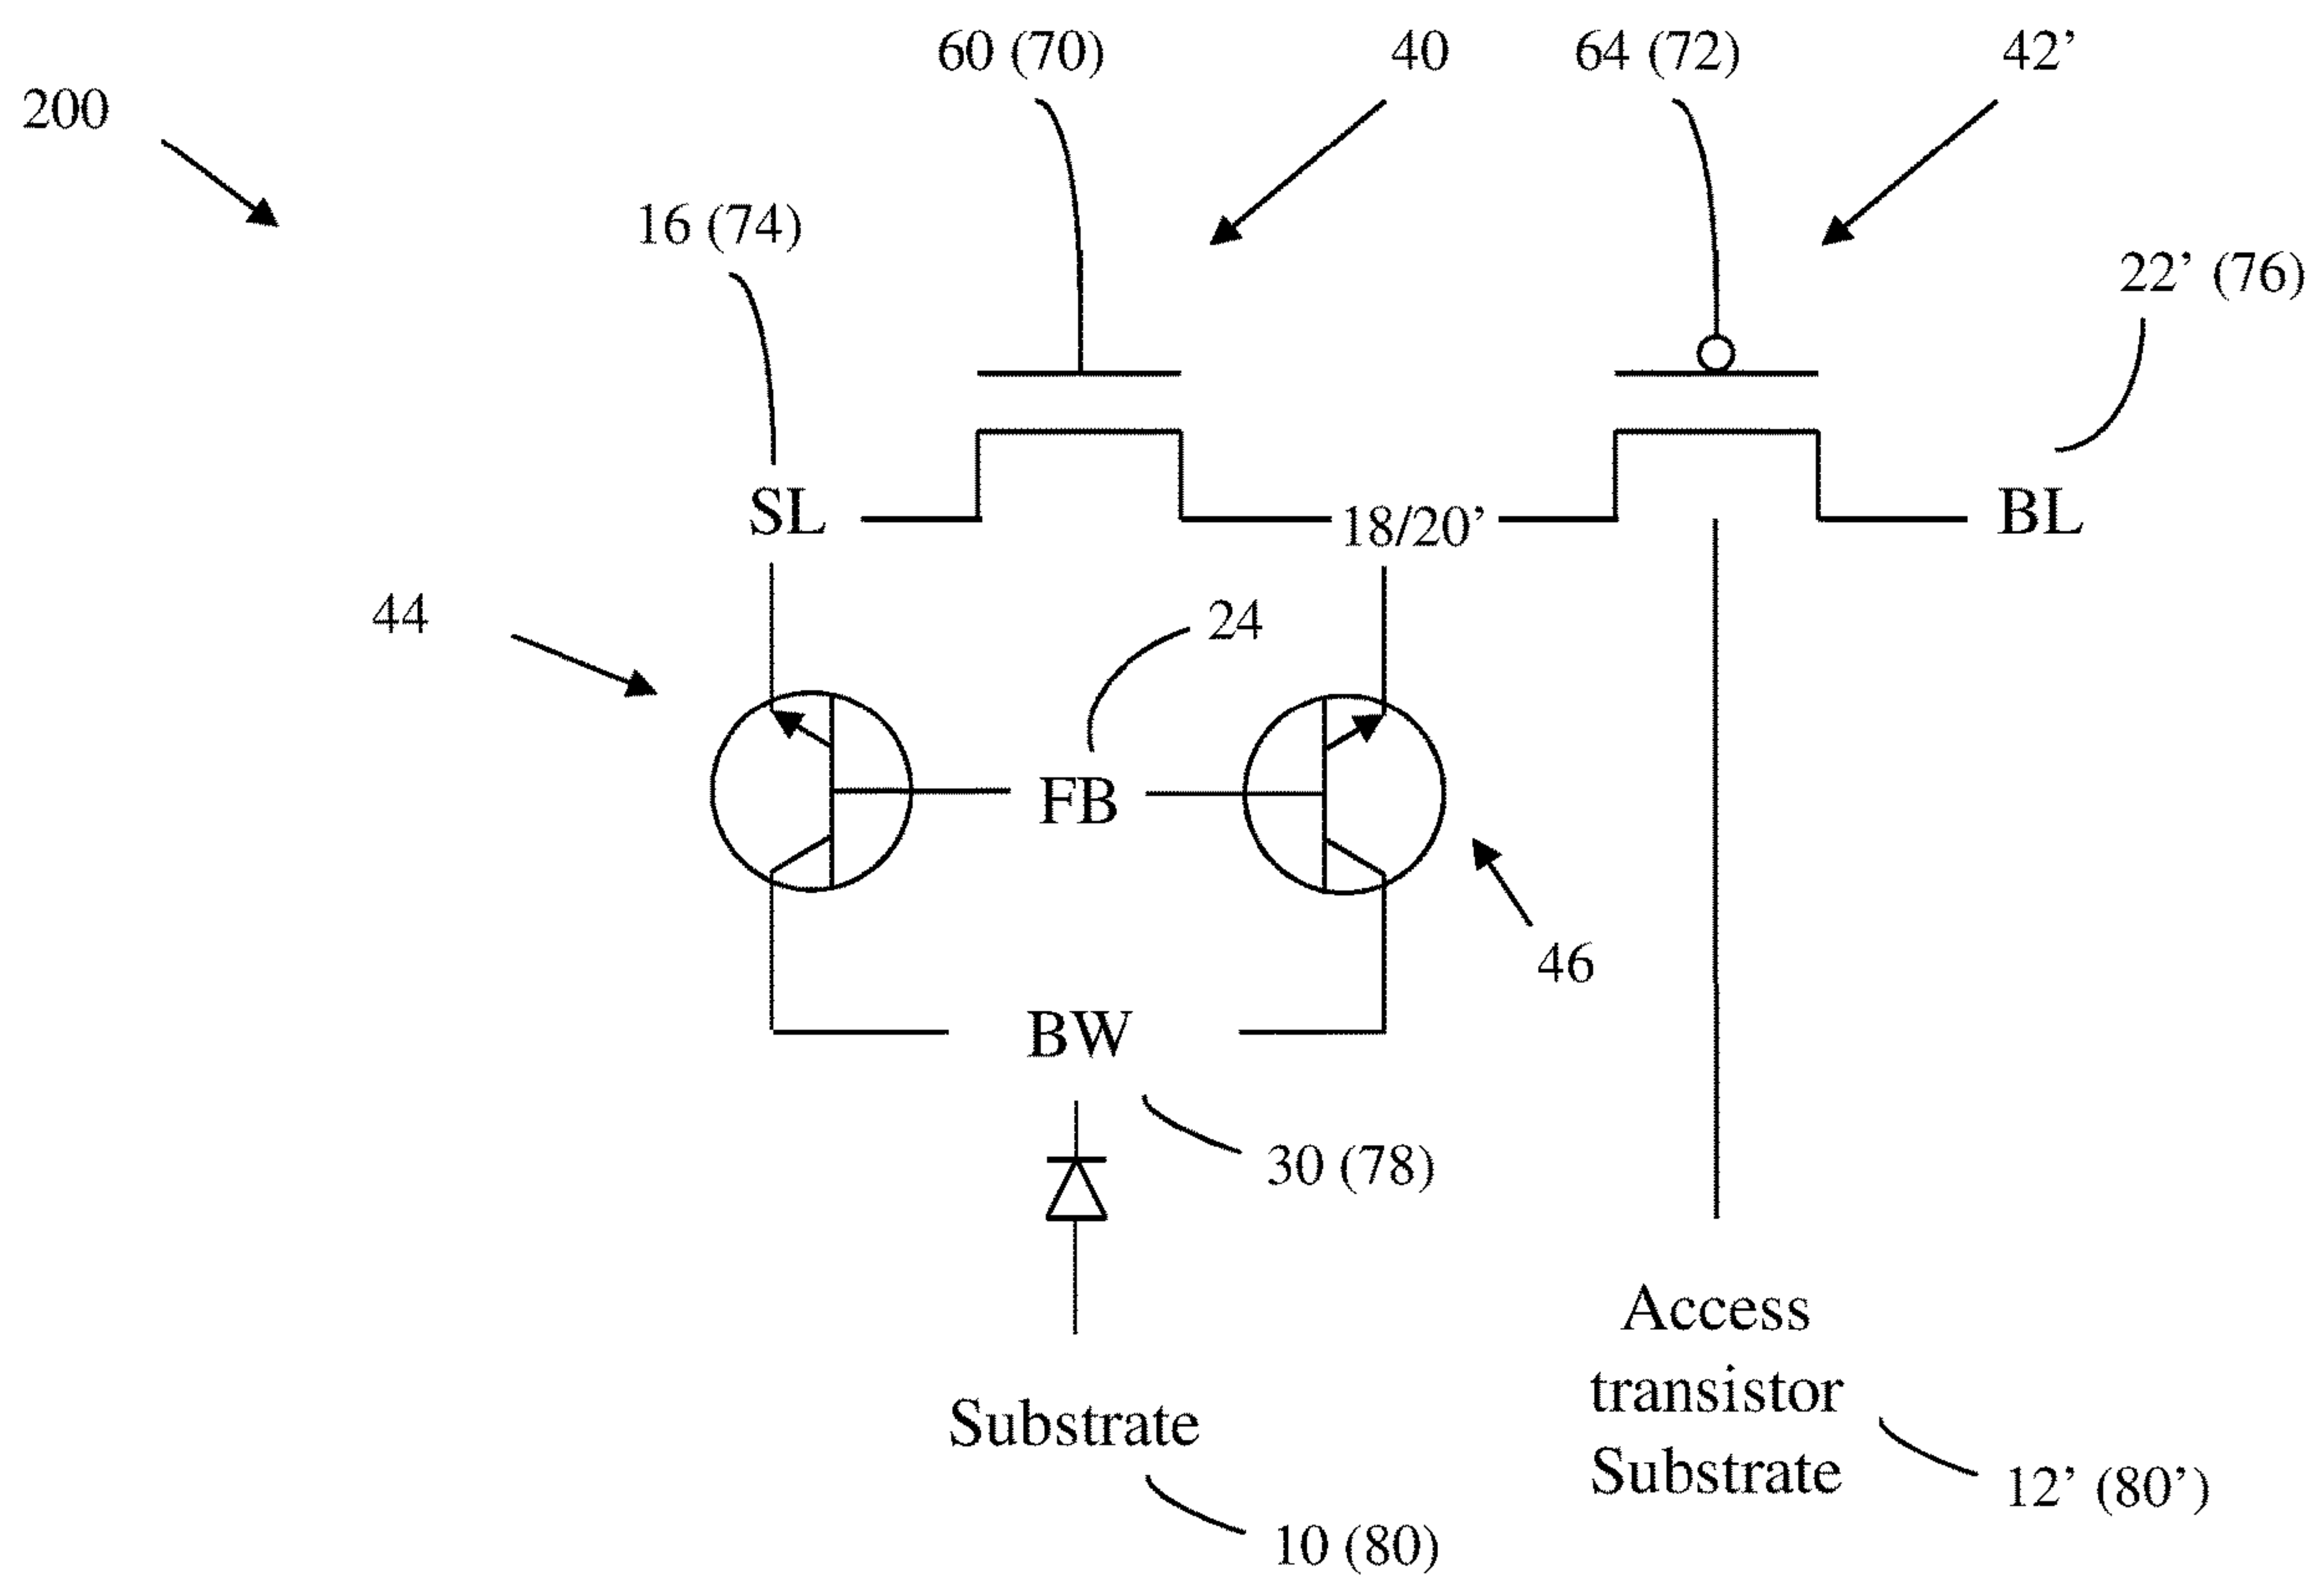 60 (70)
40
64 (72)
42’
200
16 (74)
22’ (76)
SL
18/20’
BL
44
24
FB
46
BW
30 (78)
Access
transistor
Substrate
Substrate
12’ (80’)
10 (80)